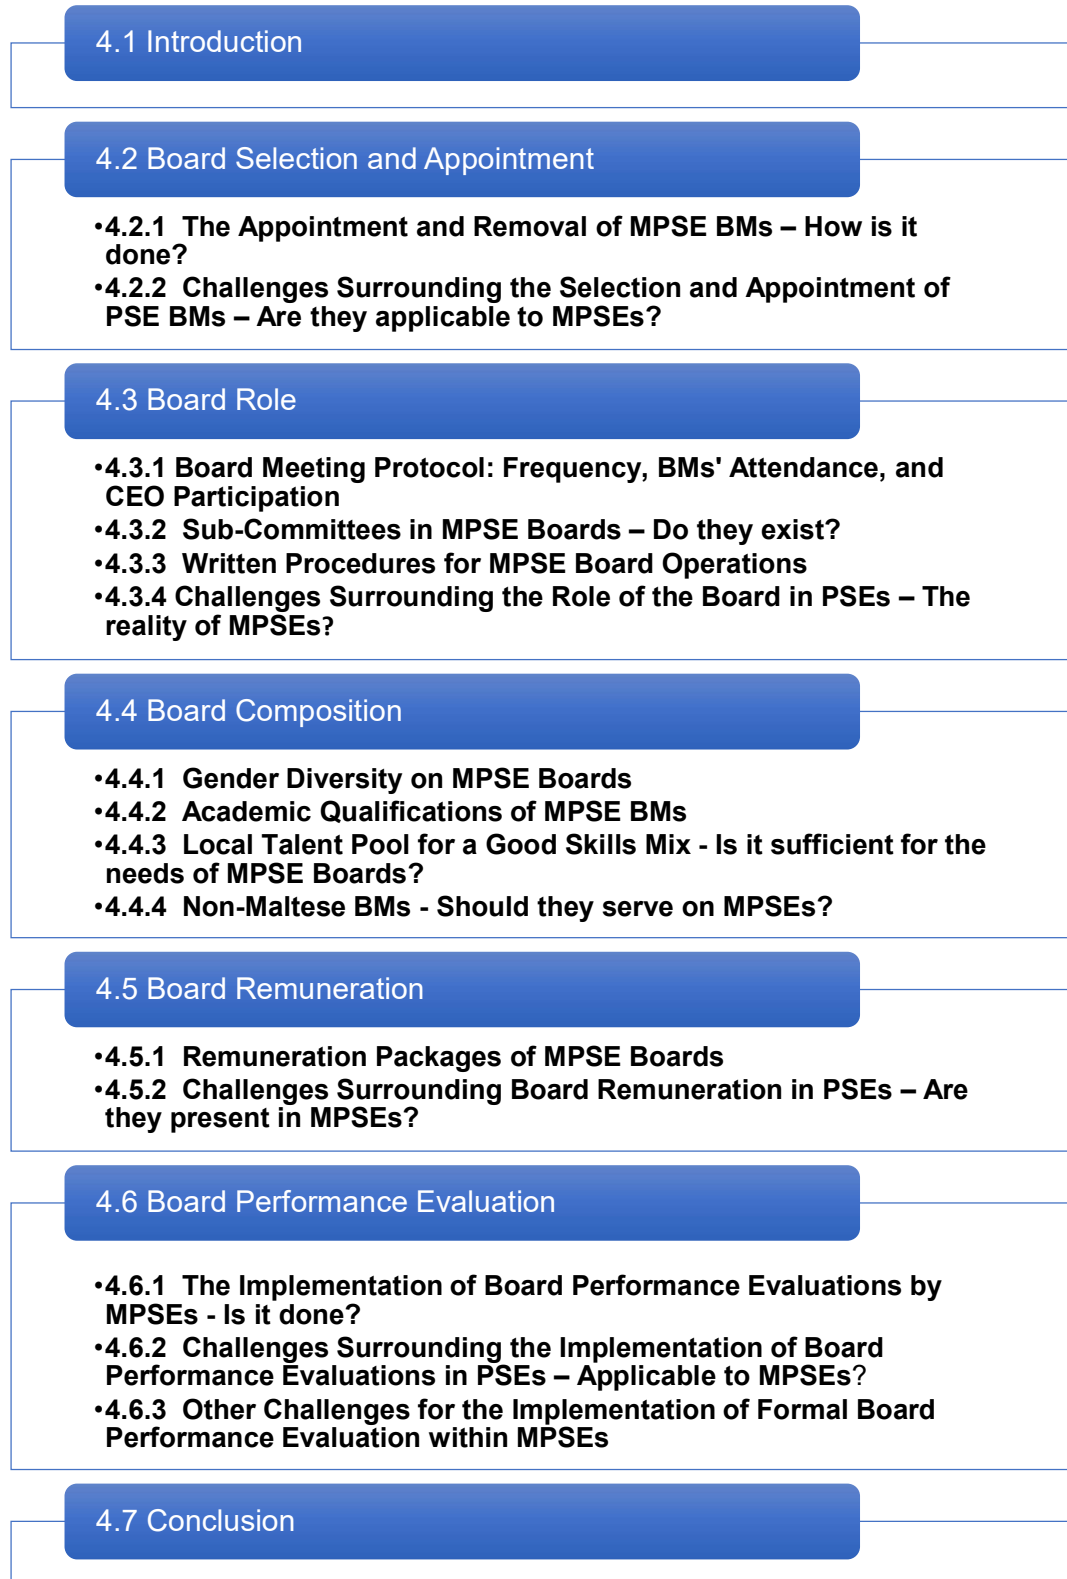 4.1 Introduction
4.2 Board Selection and Appointment
•4.2.1  The Appointment and Removal of MPSE BMs – How is it
done?
•4.2.2  Challenges Surrounding the Selection and Appointment of
PSE BMs – Are they applicable to MPSEs?
4.3 Board Role
•4.3.1 Board Meeting Protocol: Frequency, BMs' Attendance, and
CEO Participation
•4.3.2  Sub-Committees in MPSE Boards – Do they exist?
•4.3.3  Written Procedures for MPSE Board Operations
•4.3.4 Challenges Surrounding the Role of the Board in PSEs – The
reality of MPSEs?
4.4 Board Composition
•4.4.1  Gender Diversity on MPSE Boards
•4.4.2  Academic Qualifications of MPSE BMs
•4.4.3  Local Talent Pool for a Good Skills Mix - Is it sufficient for the
needs of MPSE Boards?
•4.4.4  Non-Maltese BMs - Should they serve on MPSEs?
4.5 Board Remuneration
•4.5.1  Remuneration Packages of MPSE Boards
•4.5.2  Challenges Surrounding Board Remuneration in PSEs – Are
they present in MPSEs?
4.6 Board Performance Evaluation
•4.6.1  The Implementation of Board Performance Evaluations by
MPSEs - Is it done?
•4.6.2  Challenges Surrounding the Implementation of Board
Performance Evaluations in PSEs – Applicable to MPSEs?
•4.6.3  Other Challenges for the Implementation of Formal Board
Performance Evaluation within MPSEs
4.7 Conclusion